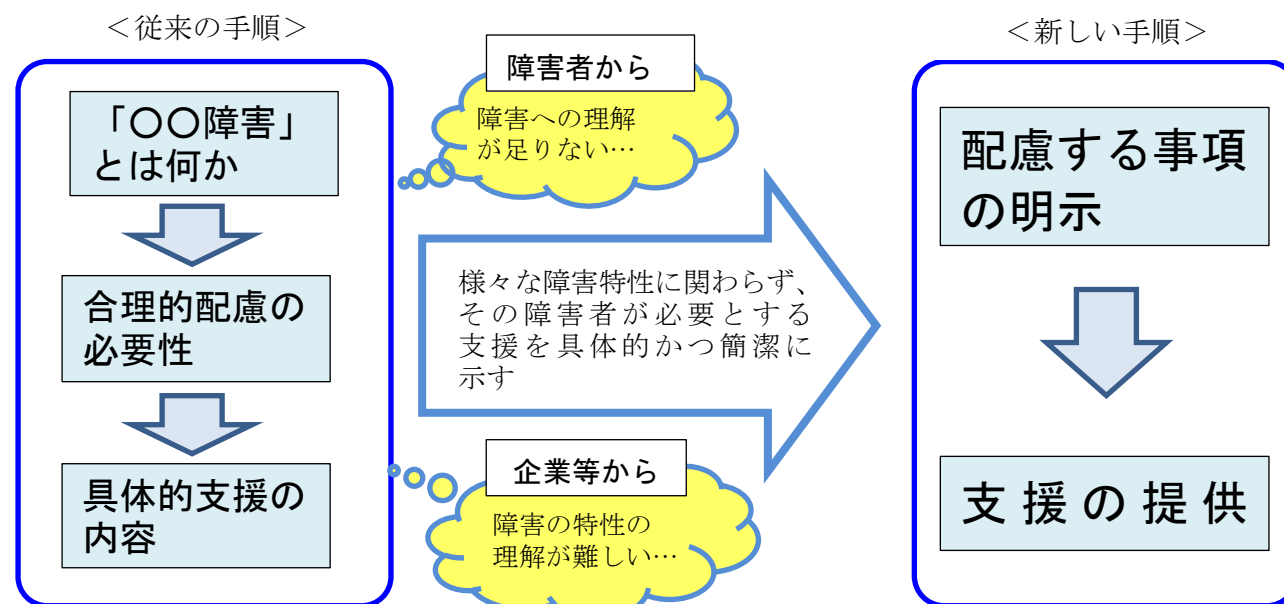 ＜従来の手順＞
「〇〇障害」
とは何か
合理的配慮の
必要性
具体的支援の
内容
障害者から
障害への理解
が足りない…
様々な障害特性に関わらず、
その障害者が必要とする
支援を具体的かつ簡潔に
示す
企業等から
障害の特性の
理解が難しい…
＜新しい手順＞
配慮する事項
の明示
支援の提供